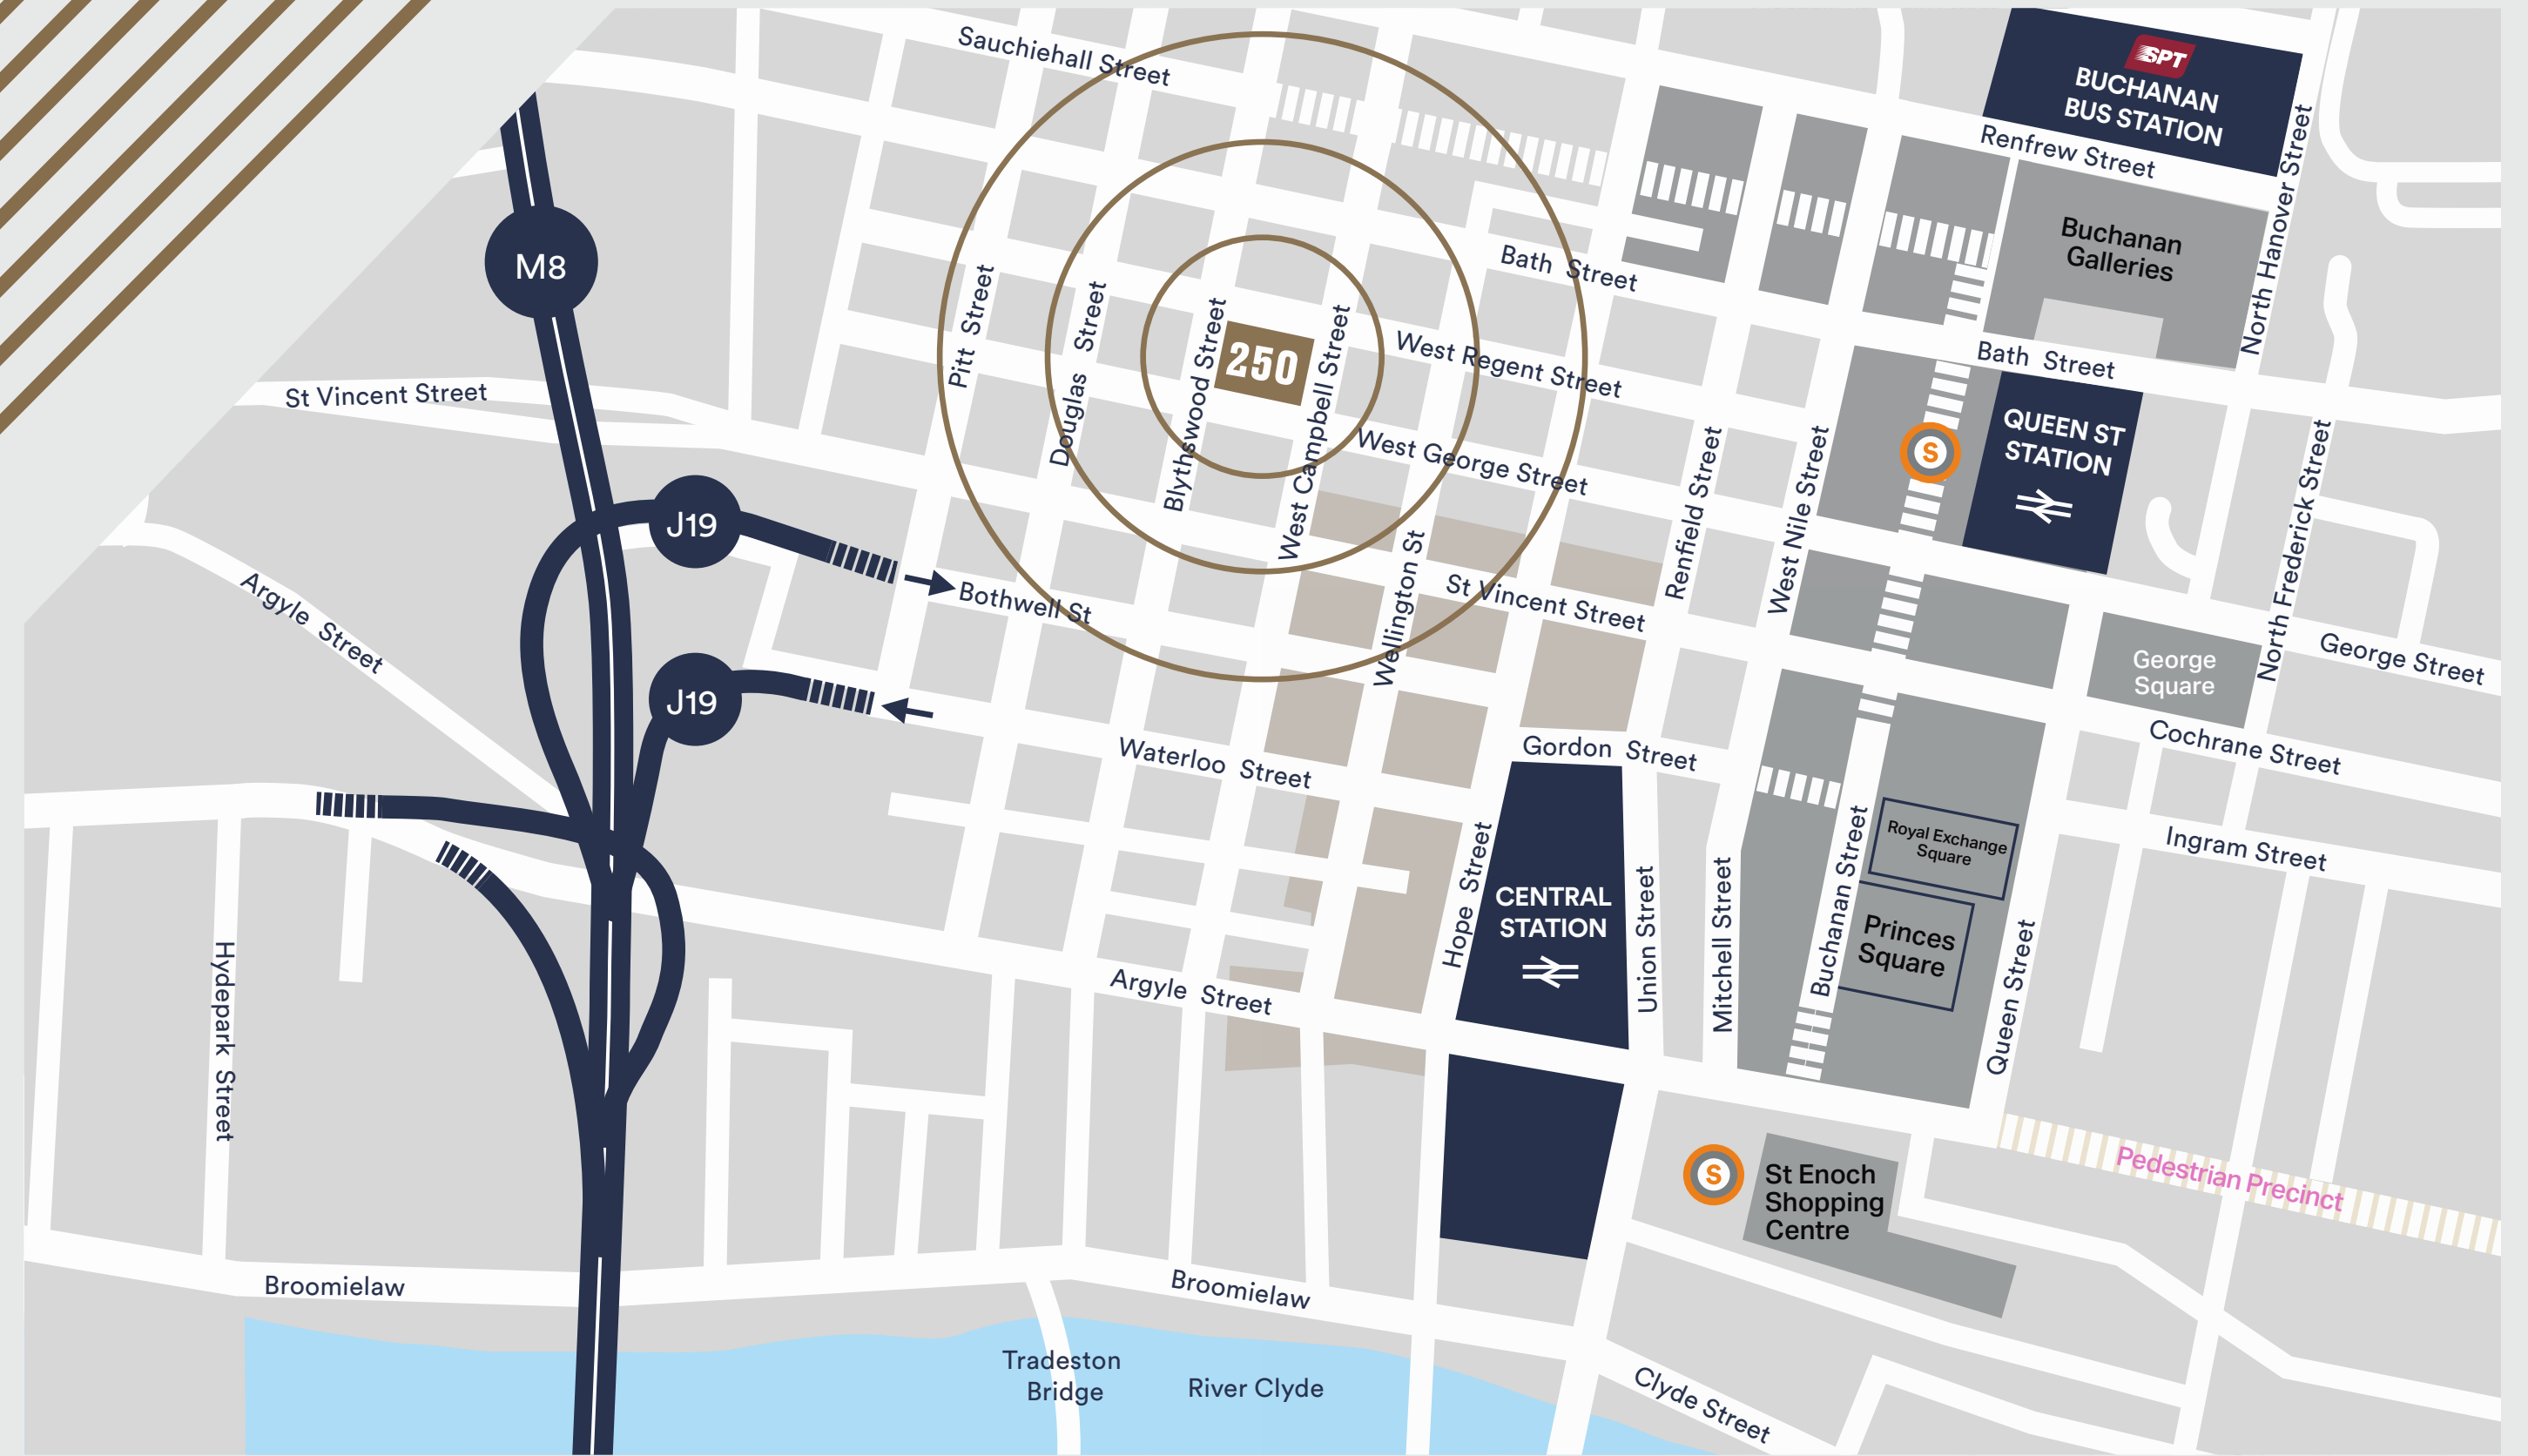 Sauchiehall Street
SPT
BUCHANAN
BUS STATION
Renfrew Street
North Hanover Street
Buchanan
Galleries
M8
Bath Street
Pitt Street
Douglas Street
Blythswood Street
250
West Campbell Street
West Regent Street
Bath Street
St Vincent Street
QUEEN ST
STATION
S
West George Street
Renfield Street
West Nile Street
North Frederick Street
J19
Argyle Street
Bothwell St
Wellington St
St Vincent Street
George
Square
George Street
J19
Waterloo Street
Gordon Street
Cochrane Street
Royal Exchange
Square
Ingram Street
Hope Street
CENTRAL
STATION
Union Street
Mitchell Street
Buchanan Street
Princes
Square
Queen Street
Hydepark Street
Argyle Street
Pedestrian Precinct
S
St Enoch
Shopping
Centre
Broomielaw
Broomielaw
Tradeston
Bridge
River Clyde
Clyde Street